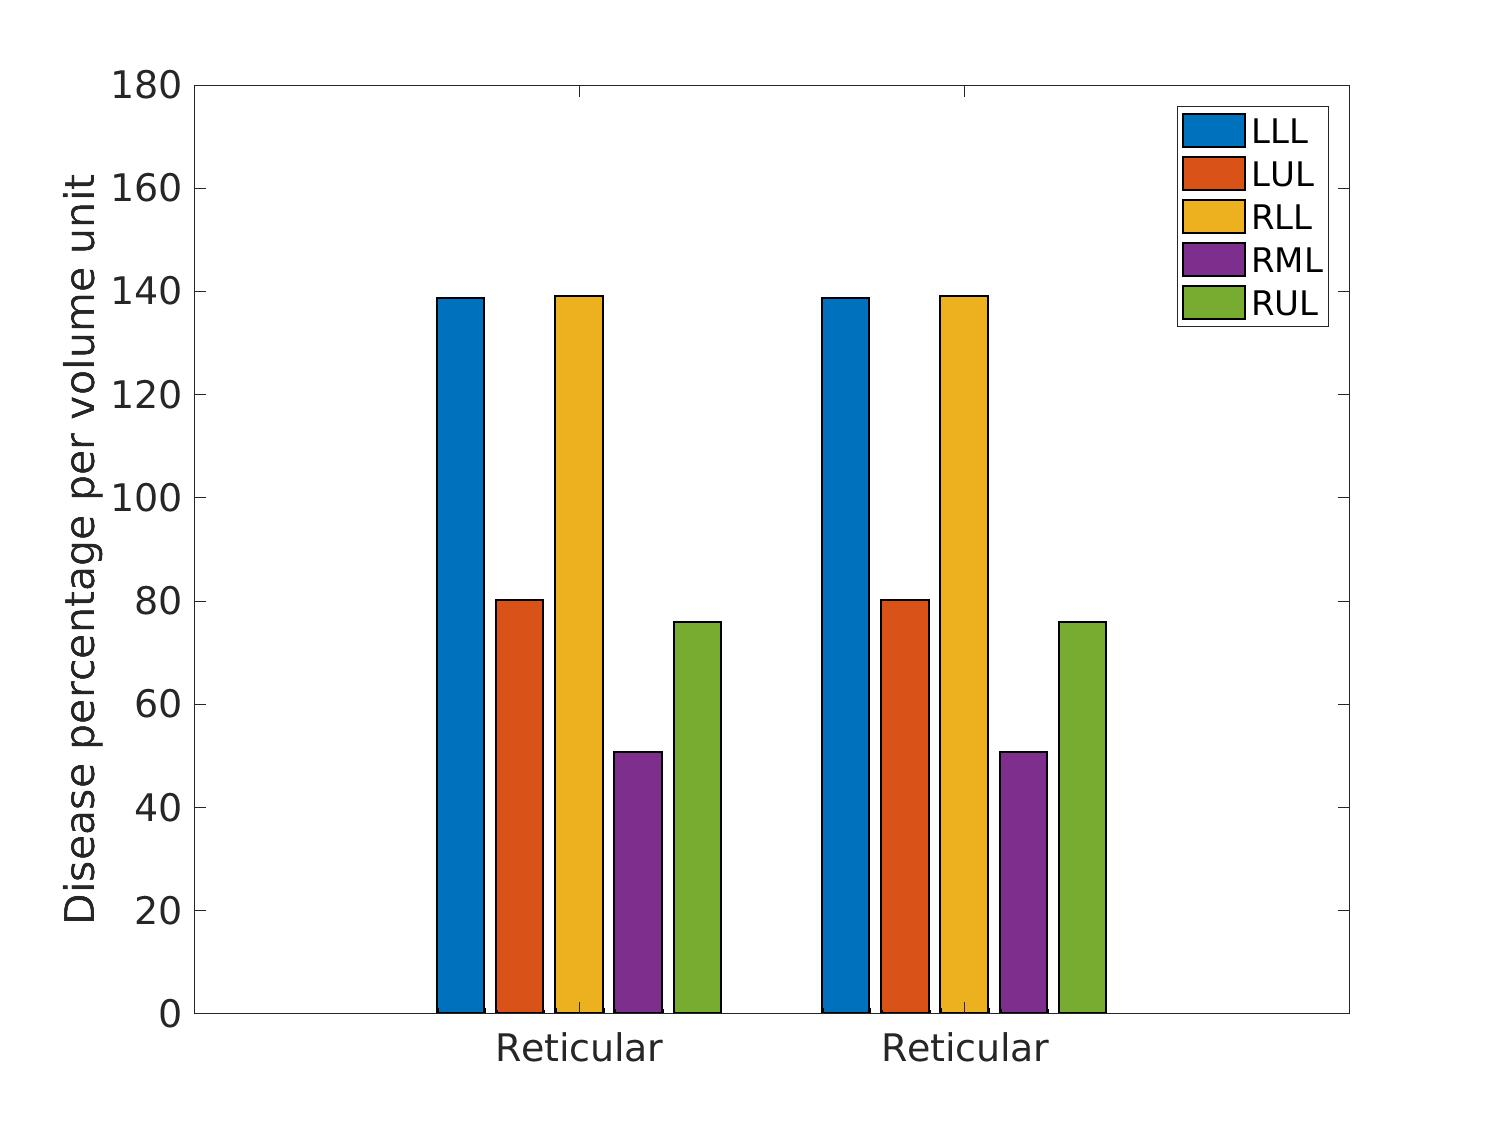 Disease percentage per volume unit
180
160
140
120
100
80
60
40
20
0
Reticular
Reticular
LLL
LUL
RLL
RML
RUL